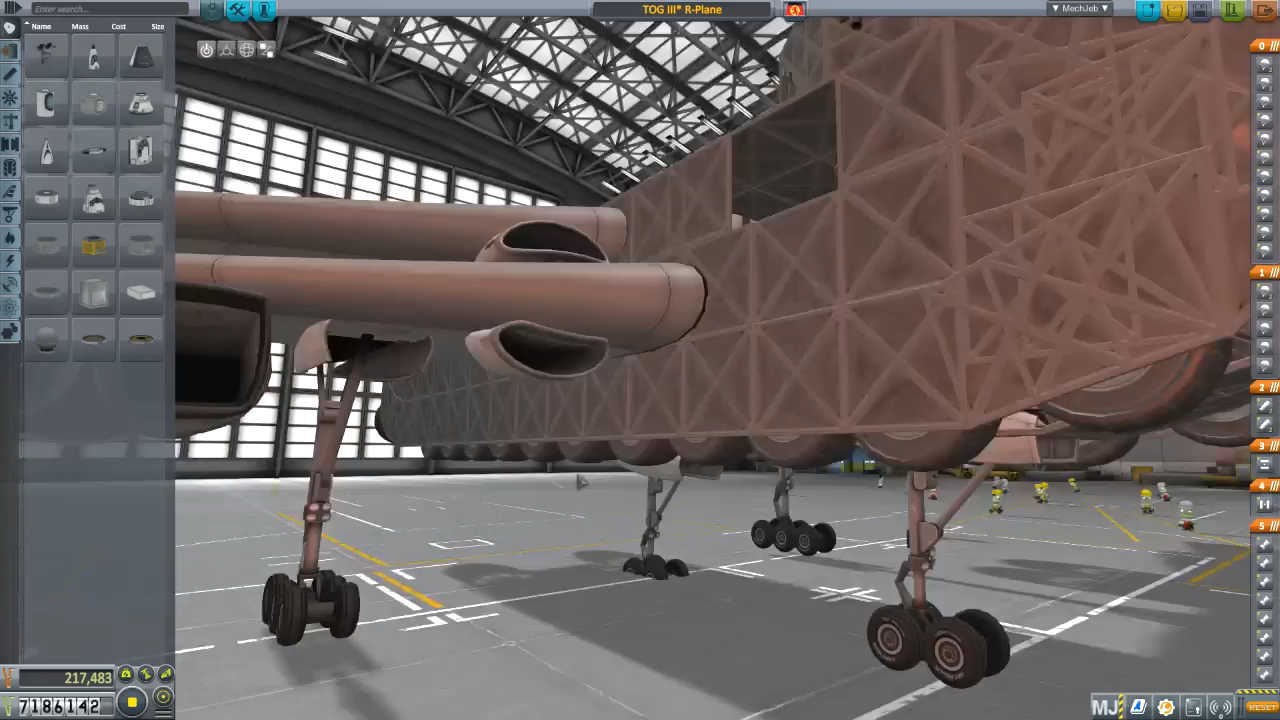 Enter search...
TOG III* R-Plane
▼ MechJeb ▼
Name Mass Cost Size
0
1
2
3
4
5
217,483
7186142
MJ
RESET